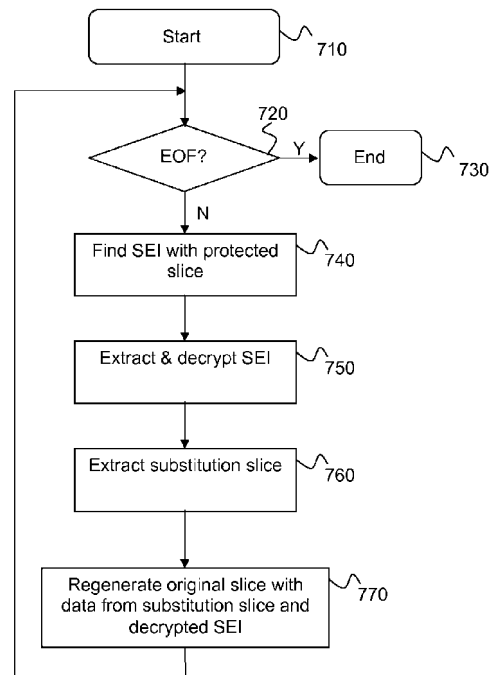 Start
710
720
EOF?
Y
End
730
N
Find SEI with protected
slice
740
Extract & decrypt SEI
750
Extract substitution slice
760
Regenerate original slice with
data from substitution slice and
decrypted SEI
770